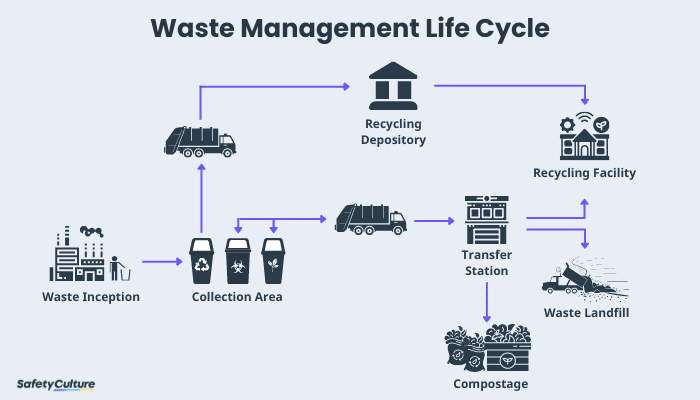 Waste Management Life Cycle
Recycling
Depository
Recycling Facility
Transfer
Station
Waste Inception
Collection Area
Waste Landfill
Compostage
SafetyCulture